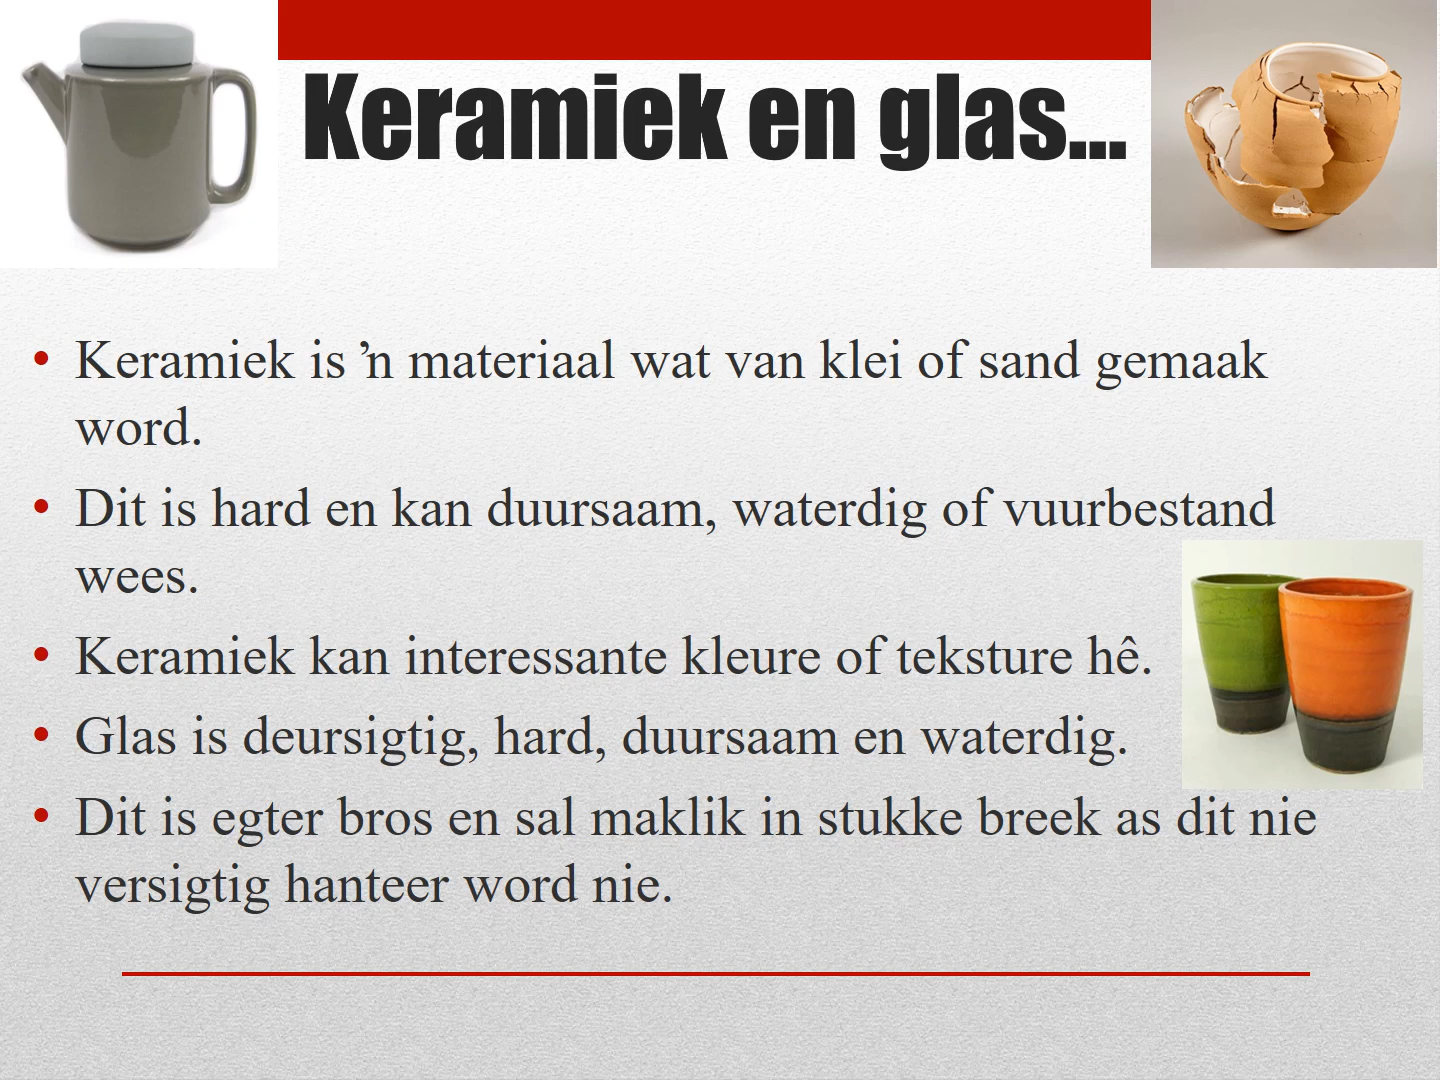 Keramiek en glas...
• Keramiek is ’n materiaal wat van klei of sand gemaak
word.
• Dit is hard en kan duursaam, waterdig of vuurbestand
wees.
• Keramiek kan interessante kleure of teksture hê.
• Glas is deursigtig, hard, duursaam en waterdig.
• Dit is egter bros en sal maklik in stukke breek as dit nie
versigtig hanteer word nie.